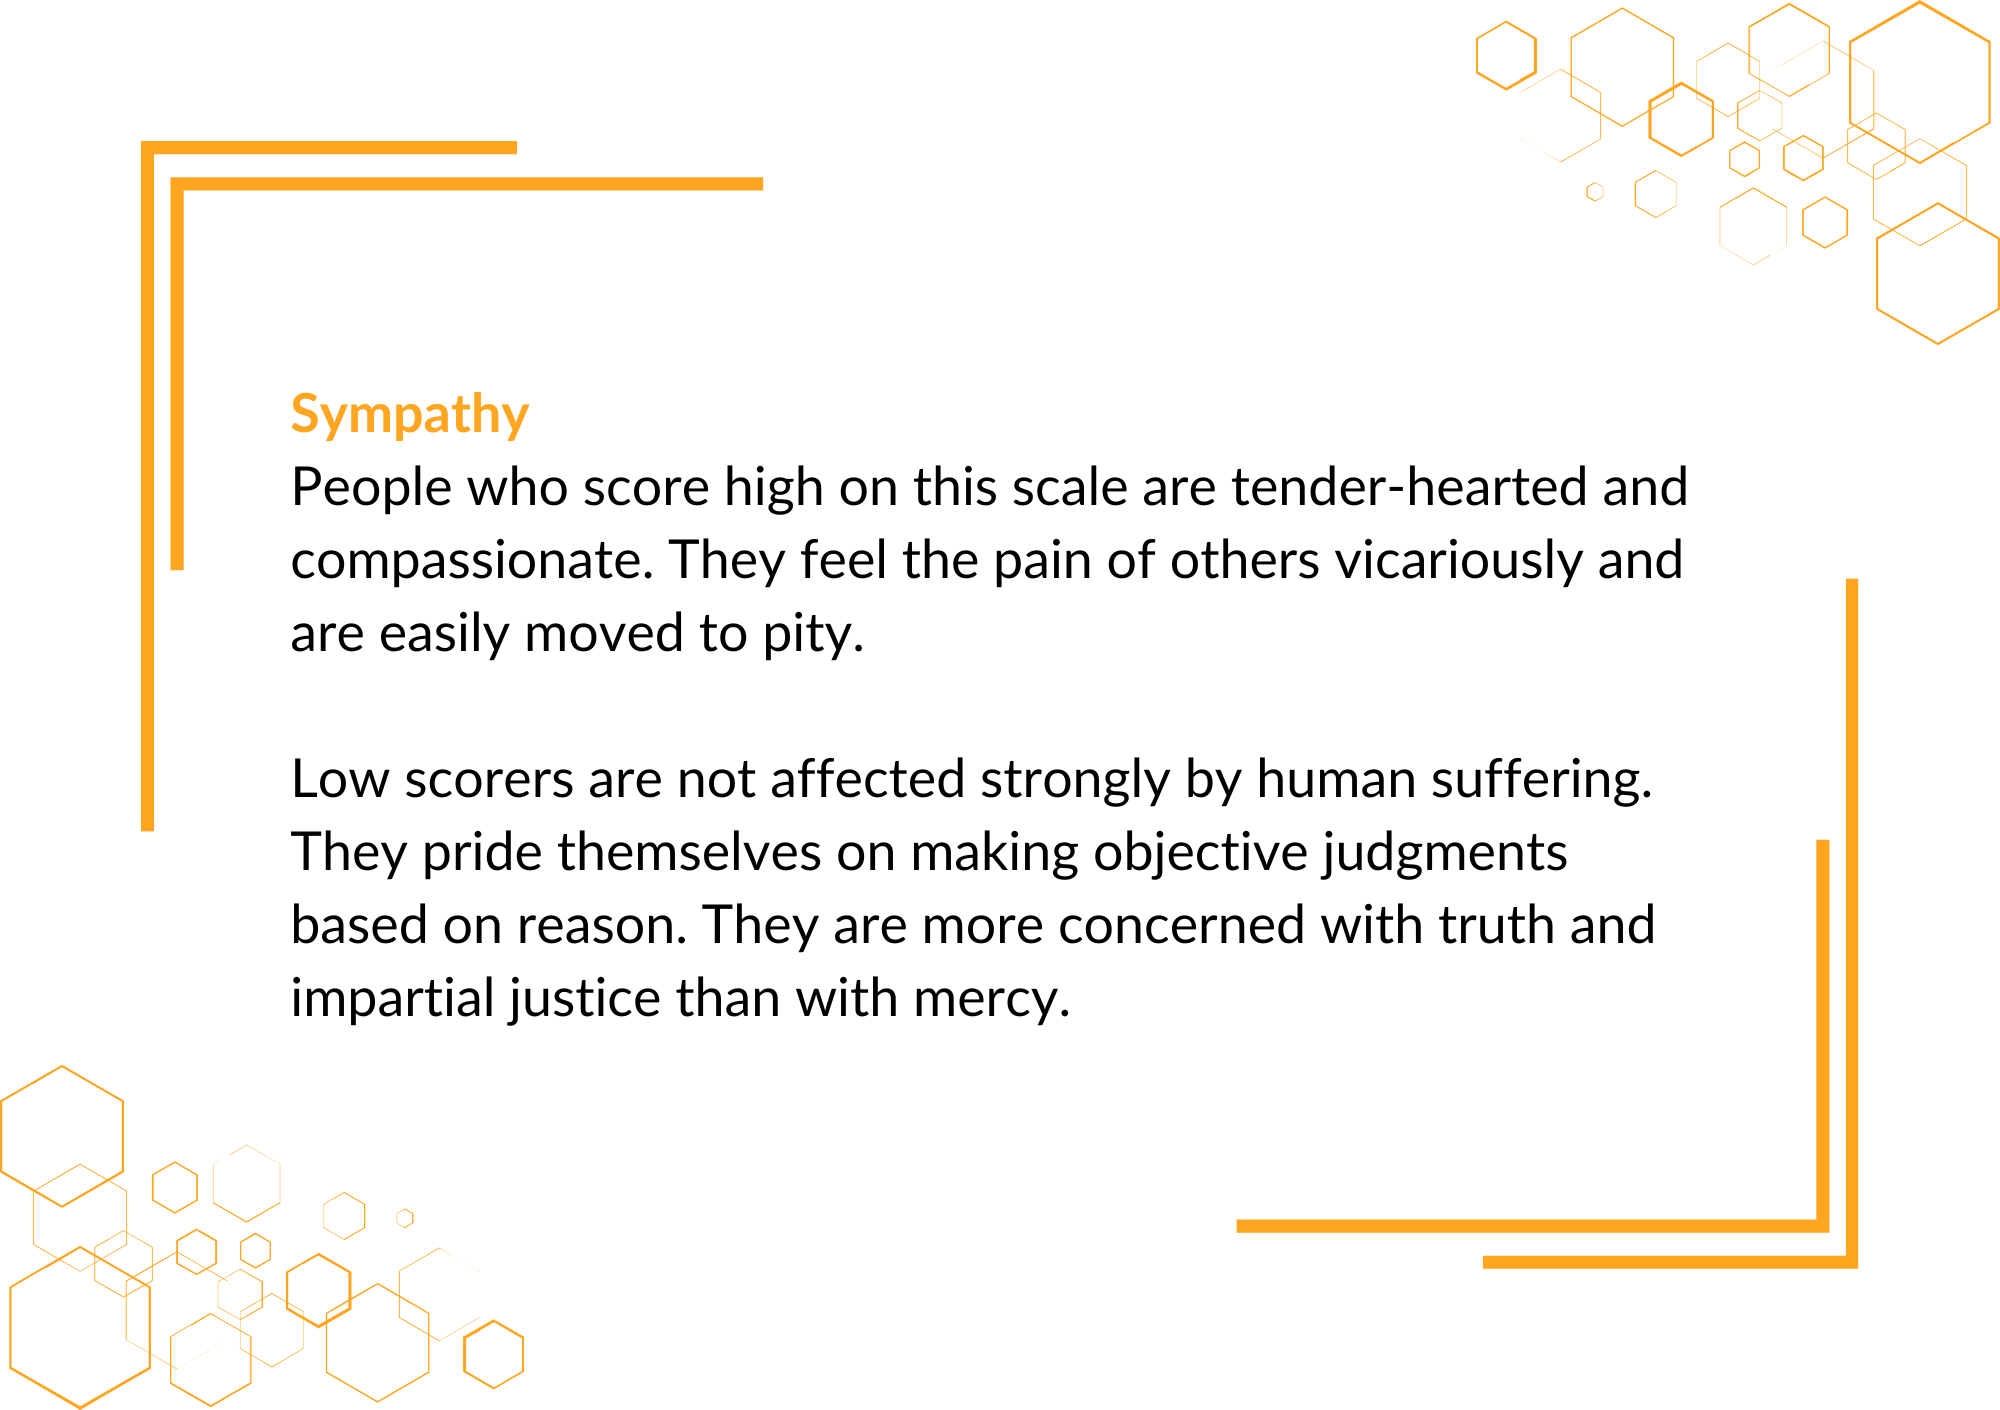 Sympathy
People who score high on this scale are tender-hearted and
compassionate. They feel the pain of others vicariously and
are easily moved to pity.
Low scorers are not affected strongly by human suffering.
They pride themselves on making objective judgments
based on reason. They are more concerned with truth and
impartial justice than with mercy.